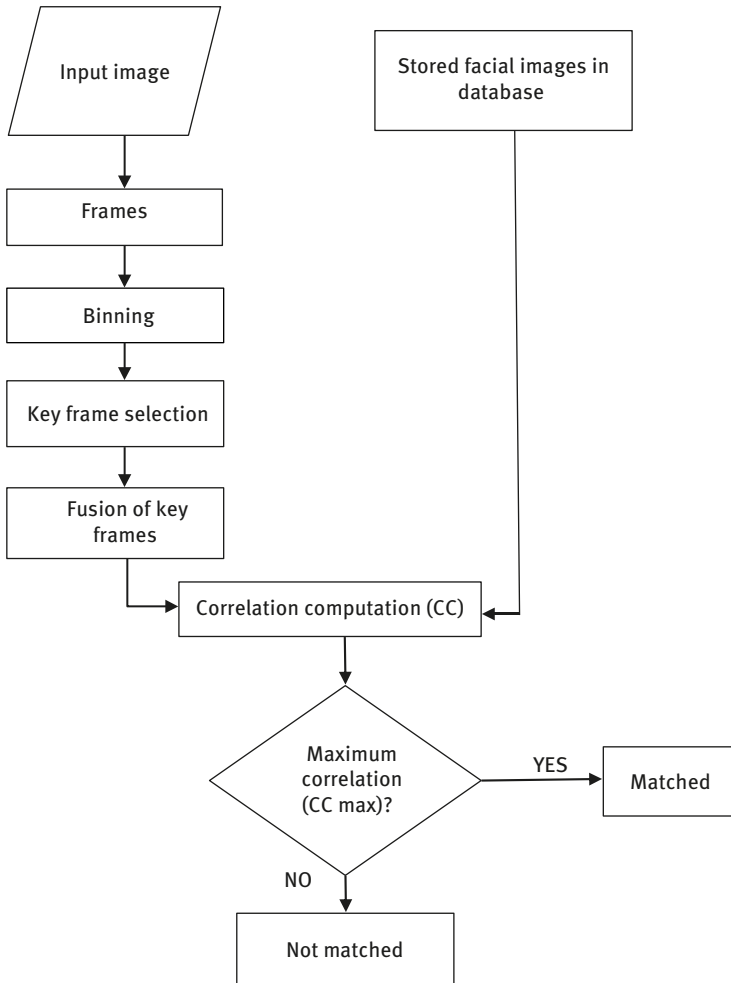 Input image
Stored facial images in
database
Frames
Binning
Key frame selection
Fusion of key
frames
Correlation computation (CC)
Maximum
correlation
(CC max)?
YES
Matched
NO
Not matched